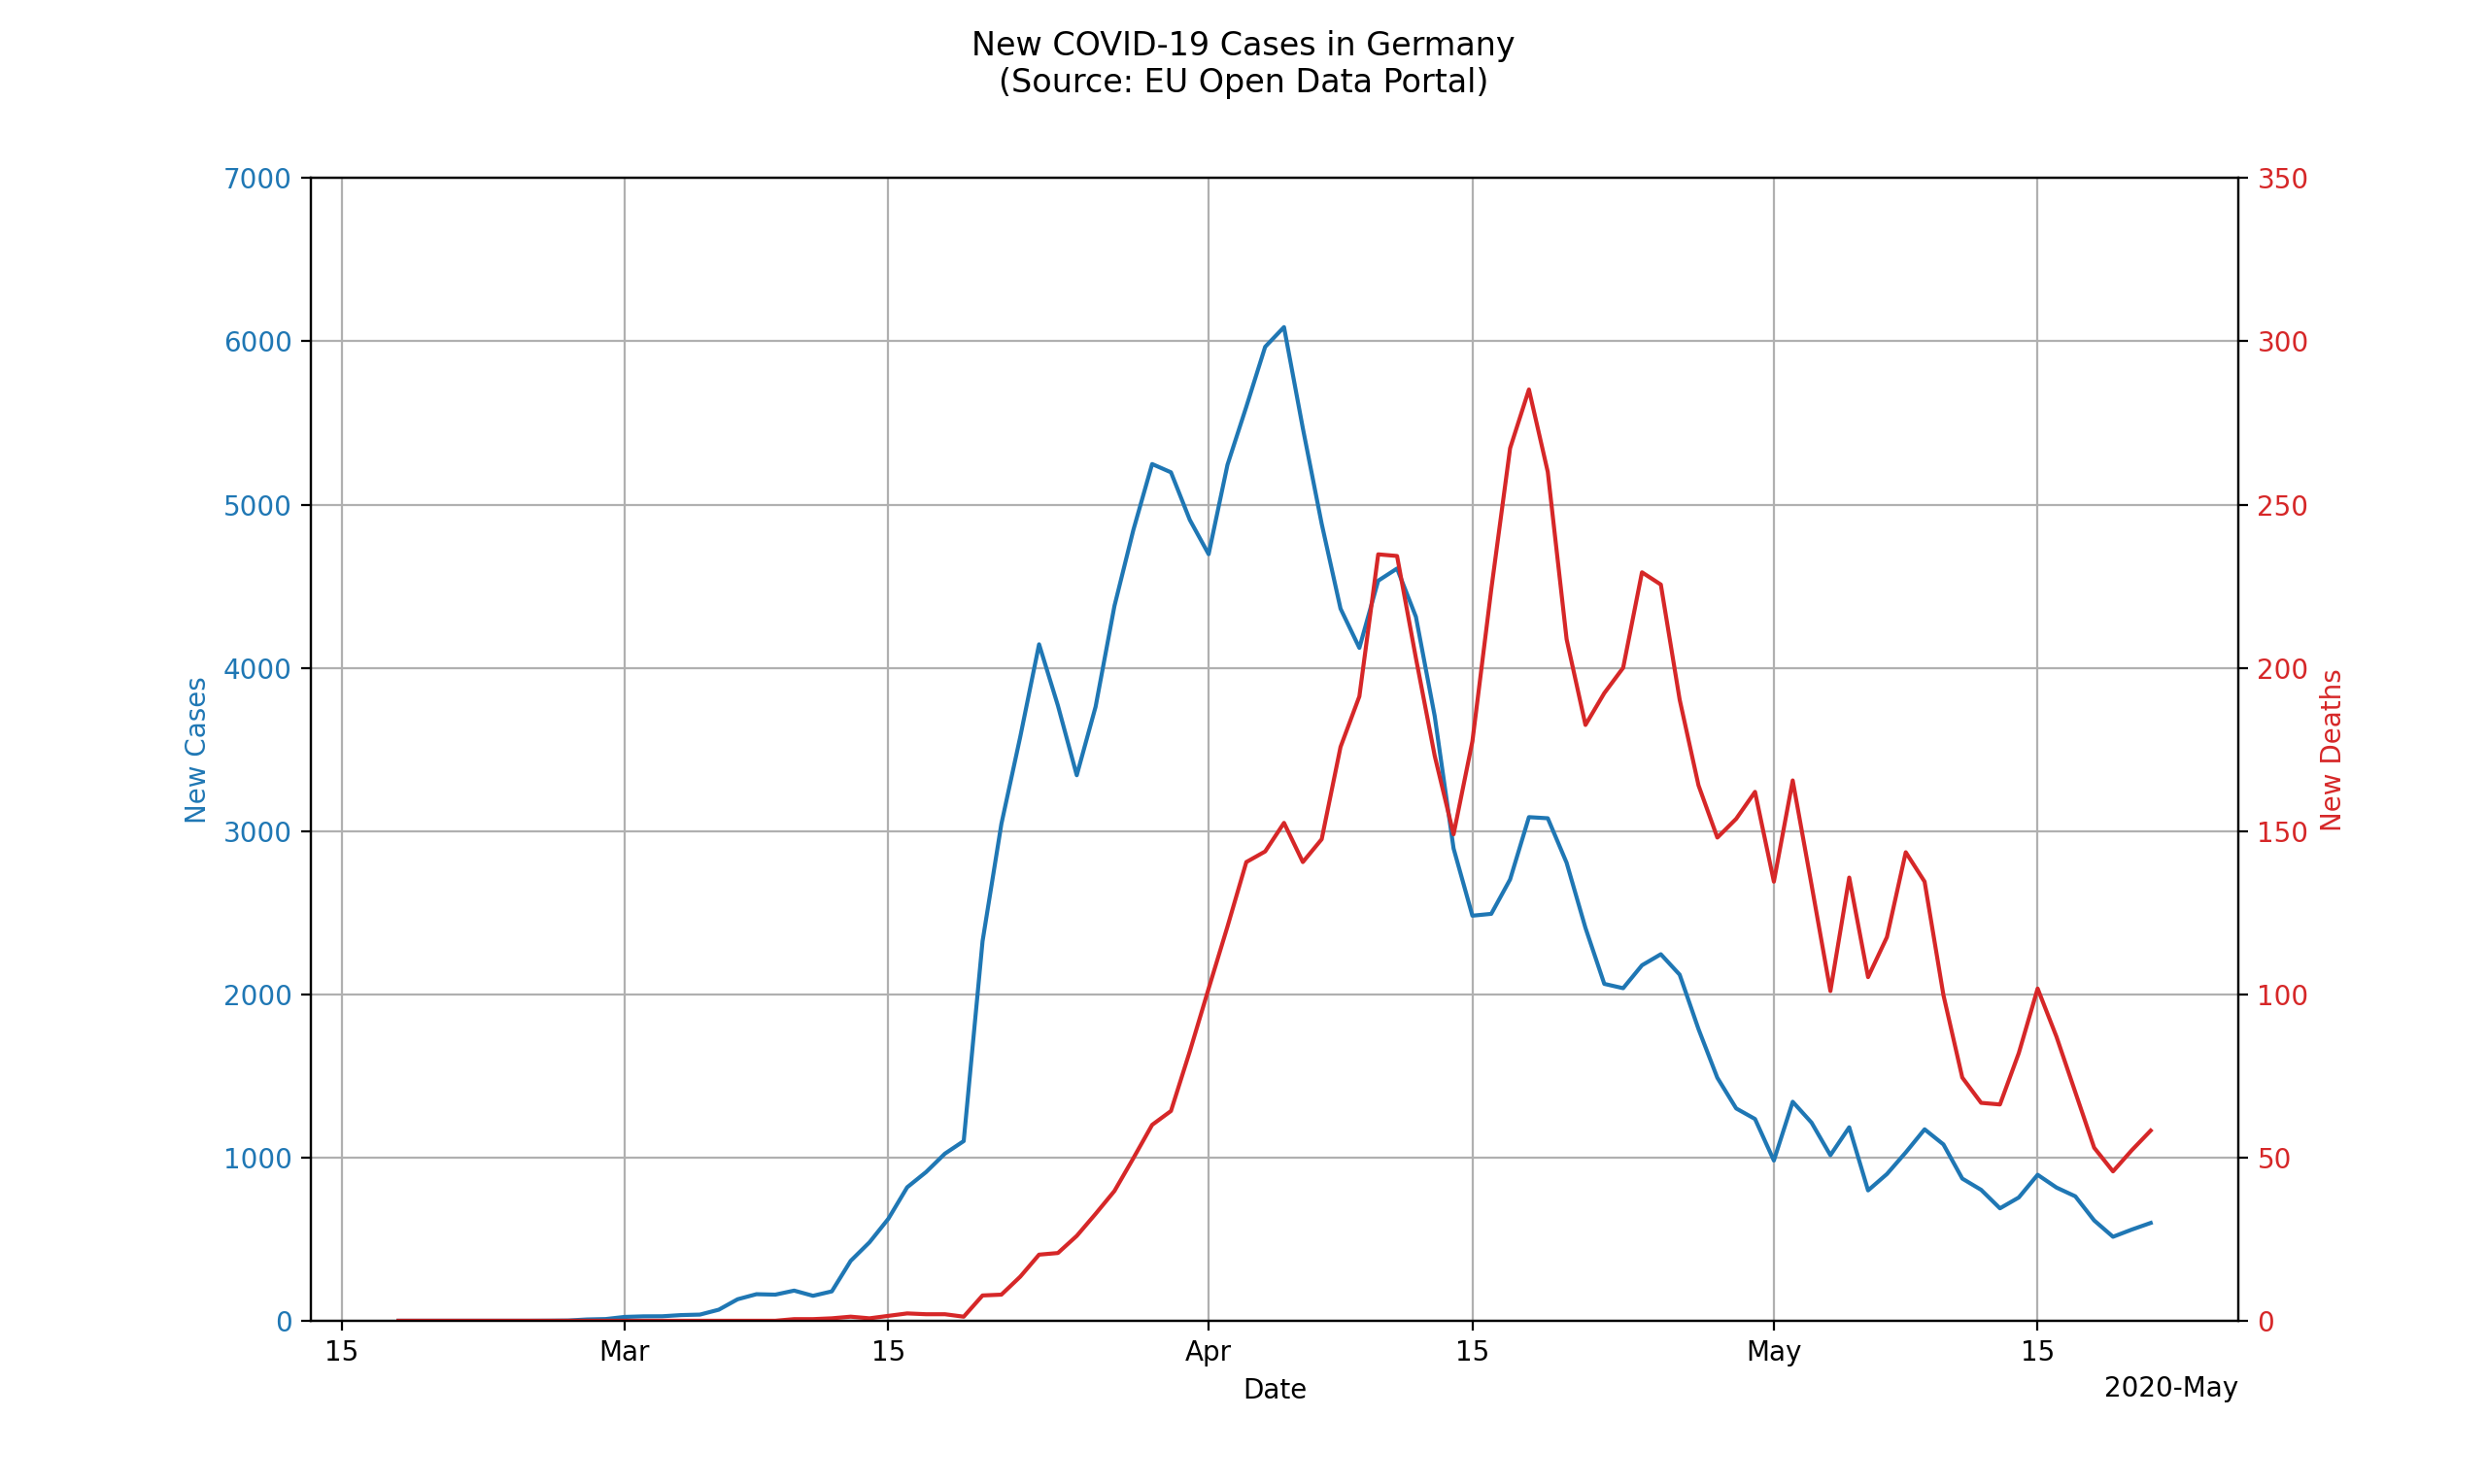 New COVID-19 Cases in Germany
(Source: EU Open Data Portal)
7000
6000
5000
4000
3000
2000
1000
0
New Cases
350
300
250
200
150
100
50
0
New Deaths
15
Mar
15
Apr
15
May
15
Date
2020-May